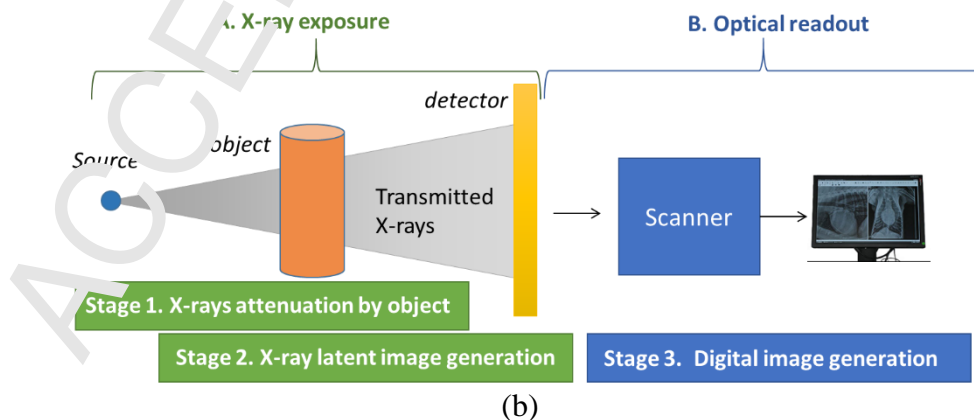 A. X-ray exposure
B. Optical readout
detector
object
Source
Transmitted
X-rays
Scanner
Stage 1. X-rays attenuation by object
Stage 2. X-ray latent image generation
Stage 3. Digital image generation
(b)